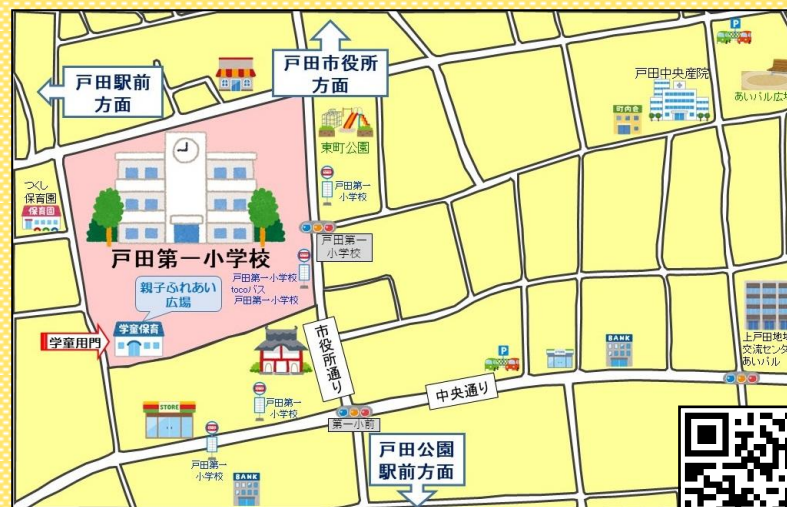 戸田駅前
方面
戸田市役所
方面
P
戸田中央産院
町内会
あいパル広場
東町公園
つくし
保育園
保育園
戸田第一
小学校
戸田第一
小学校
戸田第一小学校
戸田第一小学校
tocoバス
戸田第一小学校
親子ふれあい
広場
学童保育
学童用門
市役所通り
上戸田地域
交流センター
あいパル
P
BANK
中央通り
STORE
戸田第一
小学校
第一小前
戸田第一
小学校
戸田公園
駅前方面
BANK